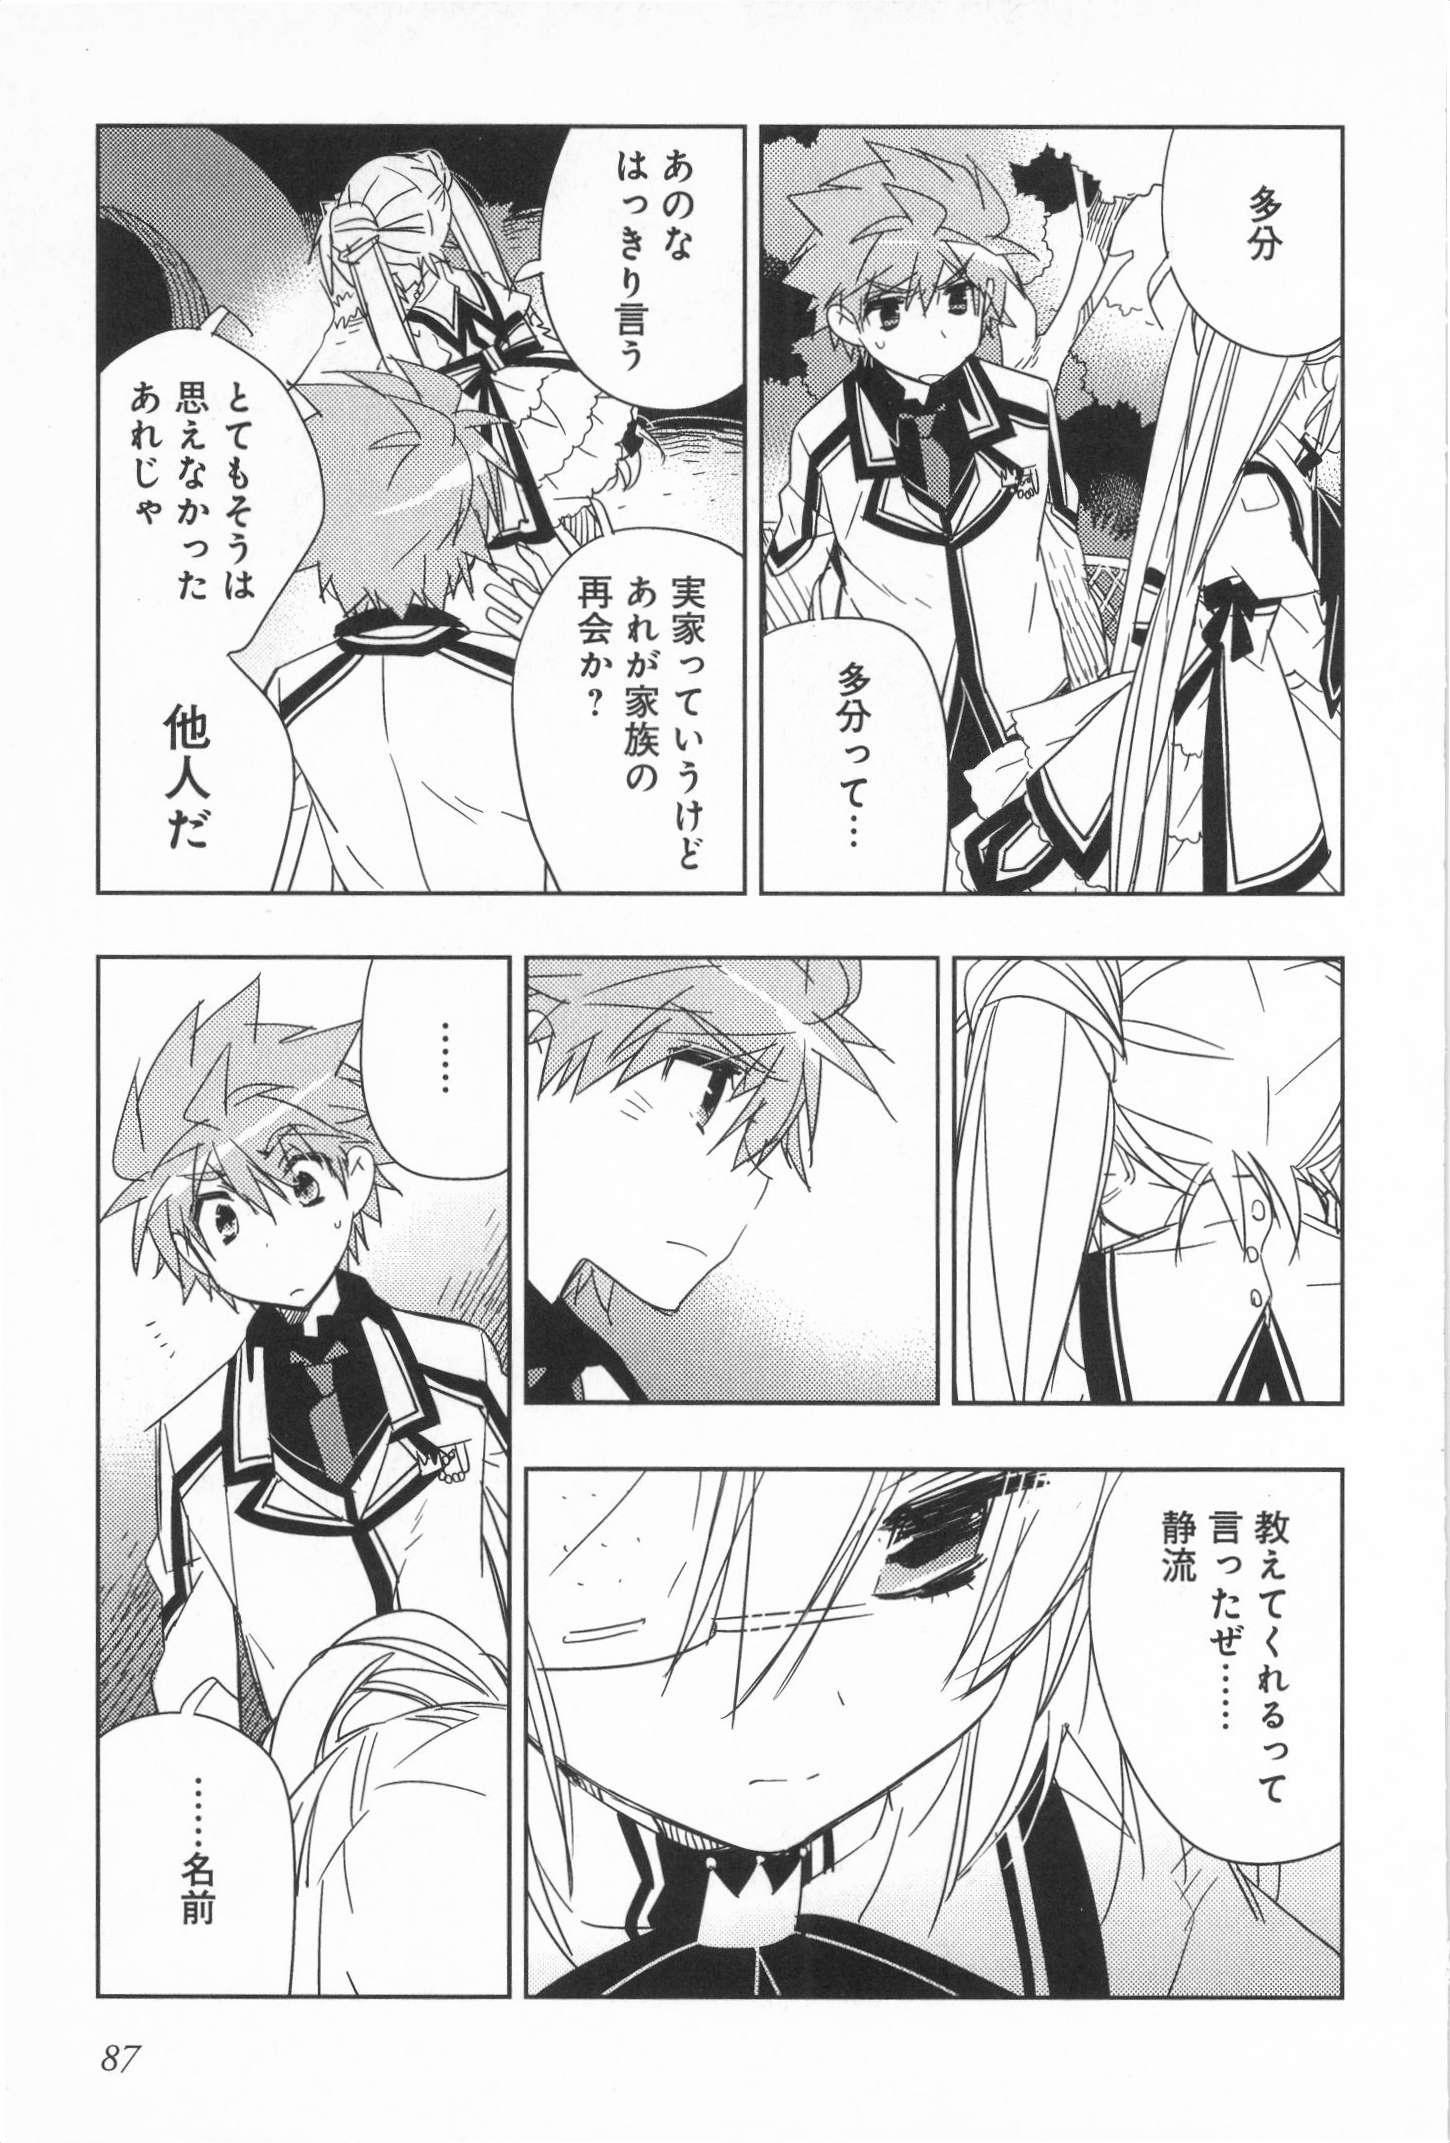 多分
多分って…
あのな
はっきり言う
実家っていうけど
あれが家族の
再会か?
とてもそうは
思えなかった
あれじゃ
他人だ
教えてくれるって
言ったぜ……
静流
……
……名前
87